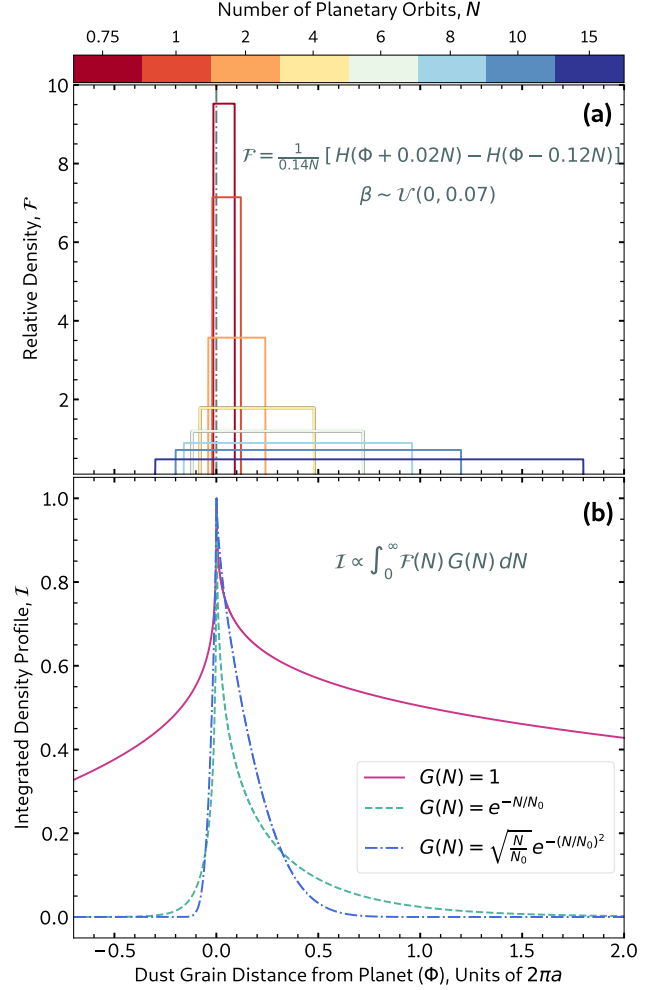 Number of Planetary Orbits, N
0.75 1 2 4 6 8 10 15
10
(a)
ℱ = 1/0.14N [H(Φ + 0.02N) − H(Φ − 0.12N)]
8
β ~ 𝒰(0, 0.07)
6
Relative Density, ℱ
4
2
1.0
(b)
ℐ ∝ ∫₀^∞ ℱ(N) G(N) dN
0.8
0.6
Integrated Density Profile, ℐ
0.4
G(N) = 1
G(N) = e^{−N/N₀}
G(N) = √(N/N₀) e^{−(N/N₀)²}
0.2
0.0
−0.5 0.0 0.5 1.0 1.5 2.0
Dust Grain Distance from Planet (Φ), Units of 2πa